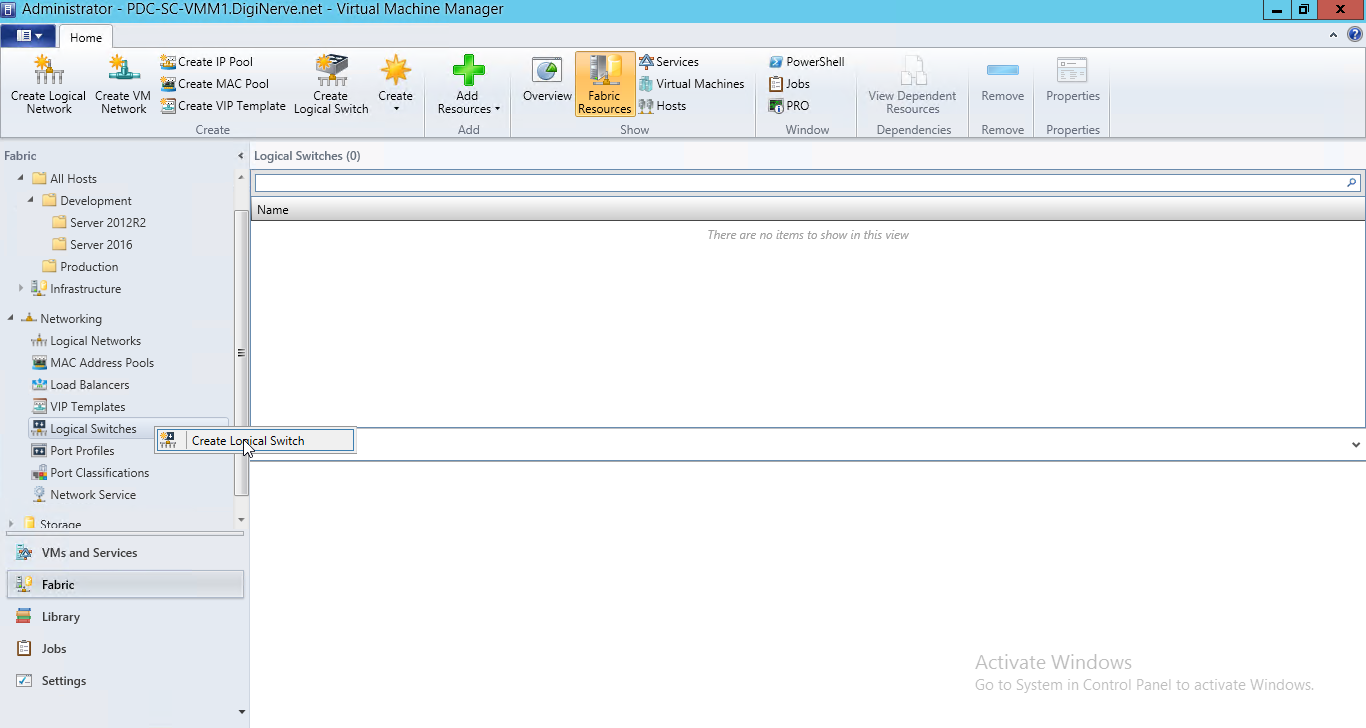 Administrator - PDC-SC-VMM1.DigiNerve.net - Virtual Machine Manager
Home
Create Logical Network
Create VM Network
Create IP Pool
Create MAC Pool
Create VIP Template
Create Logical Switch
Create
Create
Add Resources
Add
Overview
Fabric Resources
Services
Virtual Machines
Hosts
Show
PowerShell
Jobs
PRO
Window
View Dependent Resources
Dependencies
Remove
Remove
Properties
Properties
Fabric
All Hosts
Development
Server 2012R2
Server 2016
Production
Infrastructure
Networking
Logical Networks
MAC Address Pools
Load Balancers
VIP Templates
Logical Switches
Port Profiles
Port Classifications
Network Service
Storage
VMs and Services
Fabric
Library
Jobs
Settings
Logical Switches (0)
Name
There are no items to show in this view
Create Logical Switch
Activate Windows
Go to System in Control Panel to activate Windows.